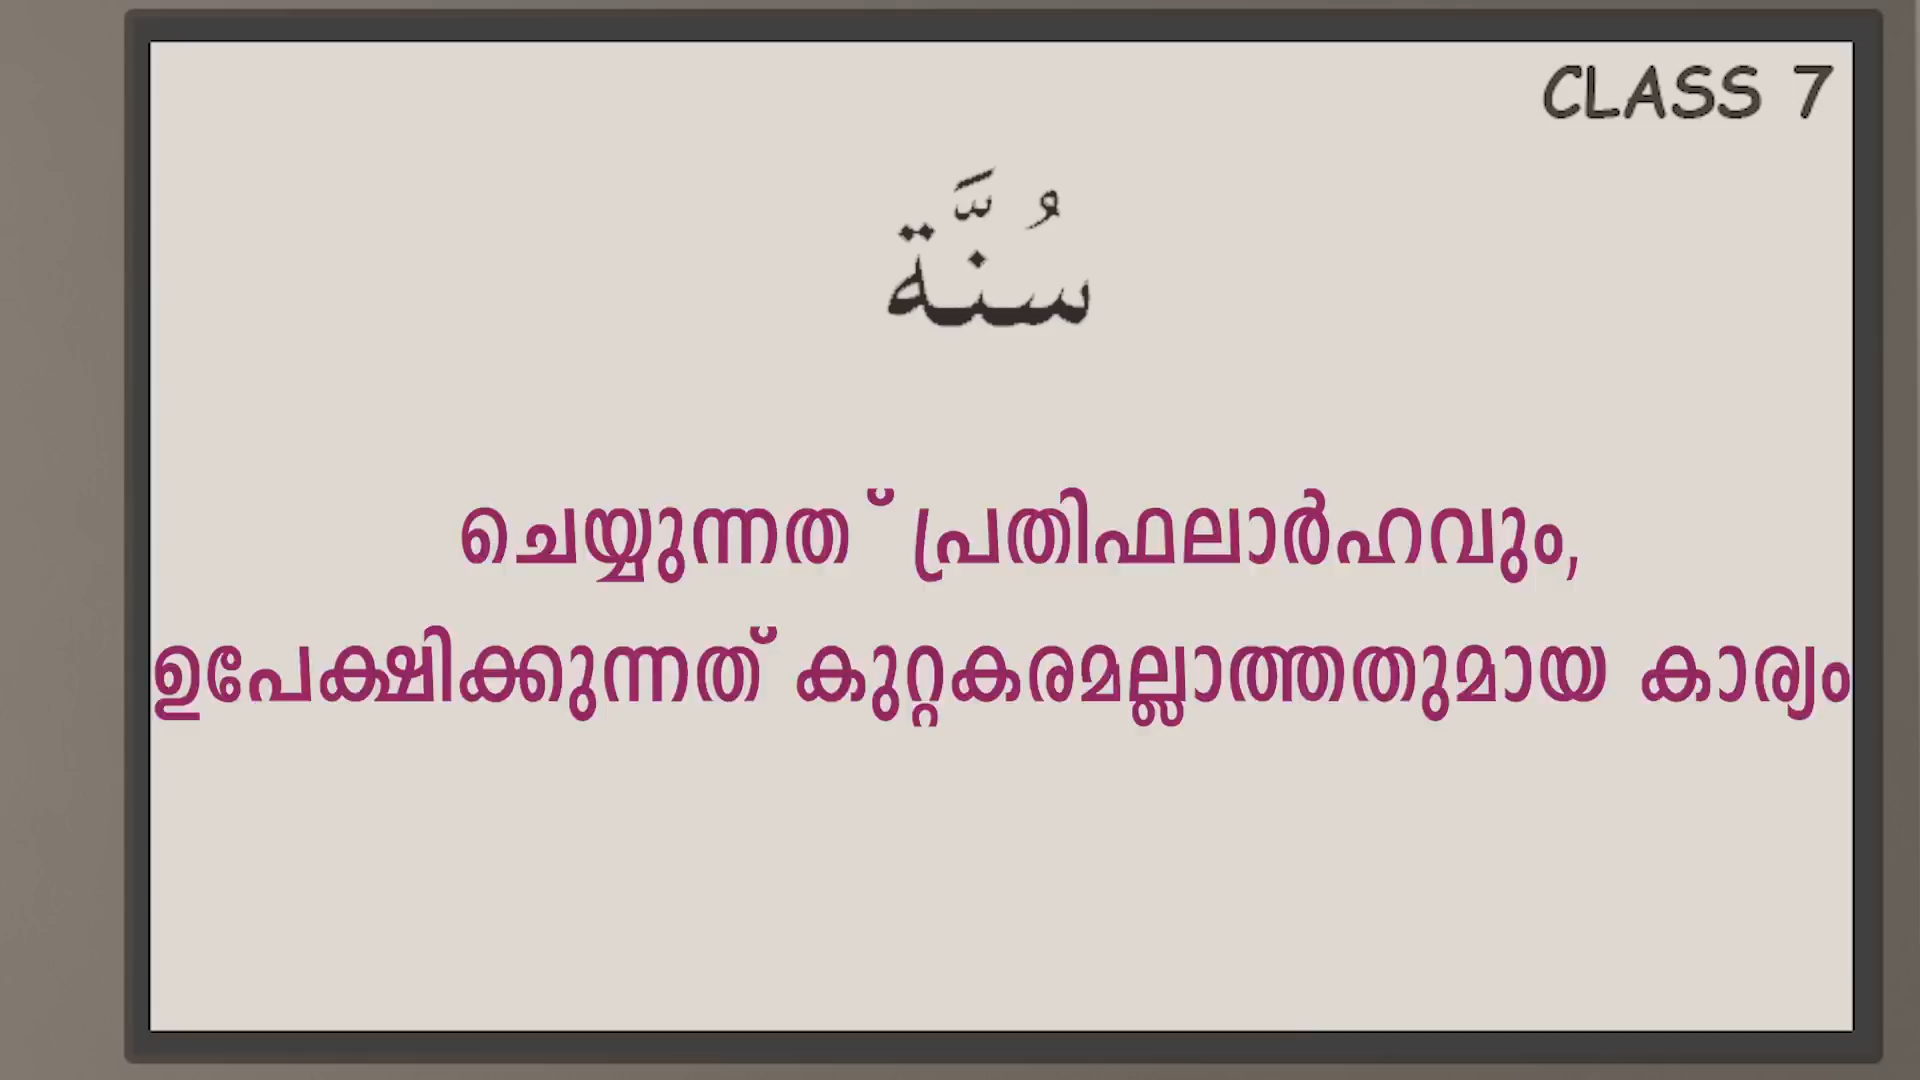 CLASS 7
سُنَّة
ചെയ്യുന്നത് പ്രതിഫലാർഹവും,
ഉപേക്ഷിക്കുന്നത് കുറ്റകരമല്ലാത്തതുമായ കാര്യം